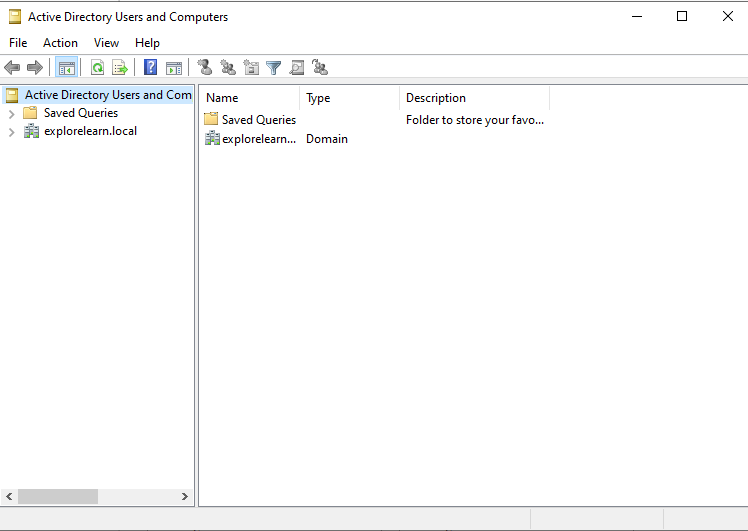 Active Directory Users and Computers
File Action View Help
Active Directory Users and Com
Saved Queries
explorelearn.local
Name Type Description
Saved Queries Folder to store your favo...
explorelearn... Domain